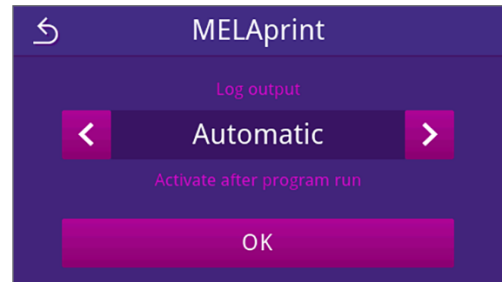 MELAprint
Log output
Automatic
Activate after program run
OK